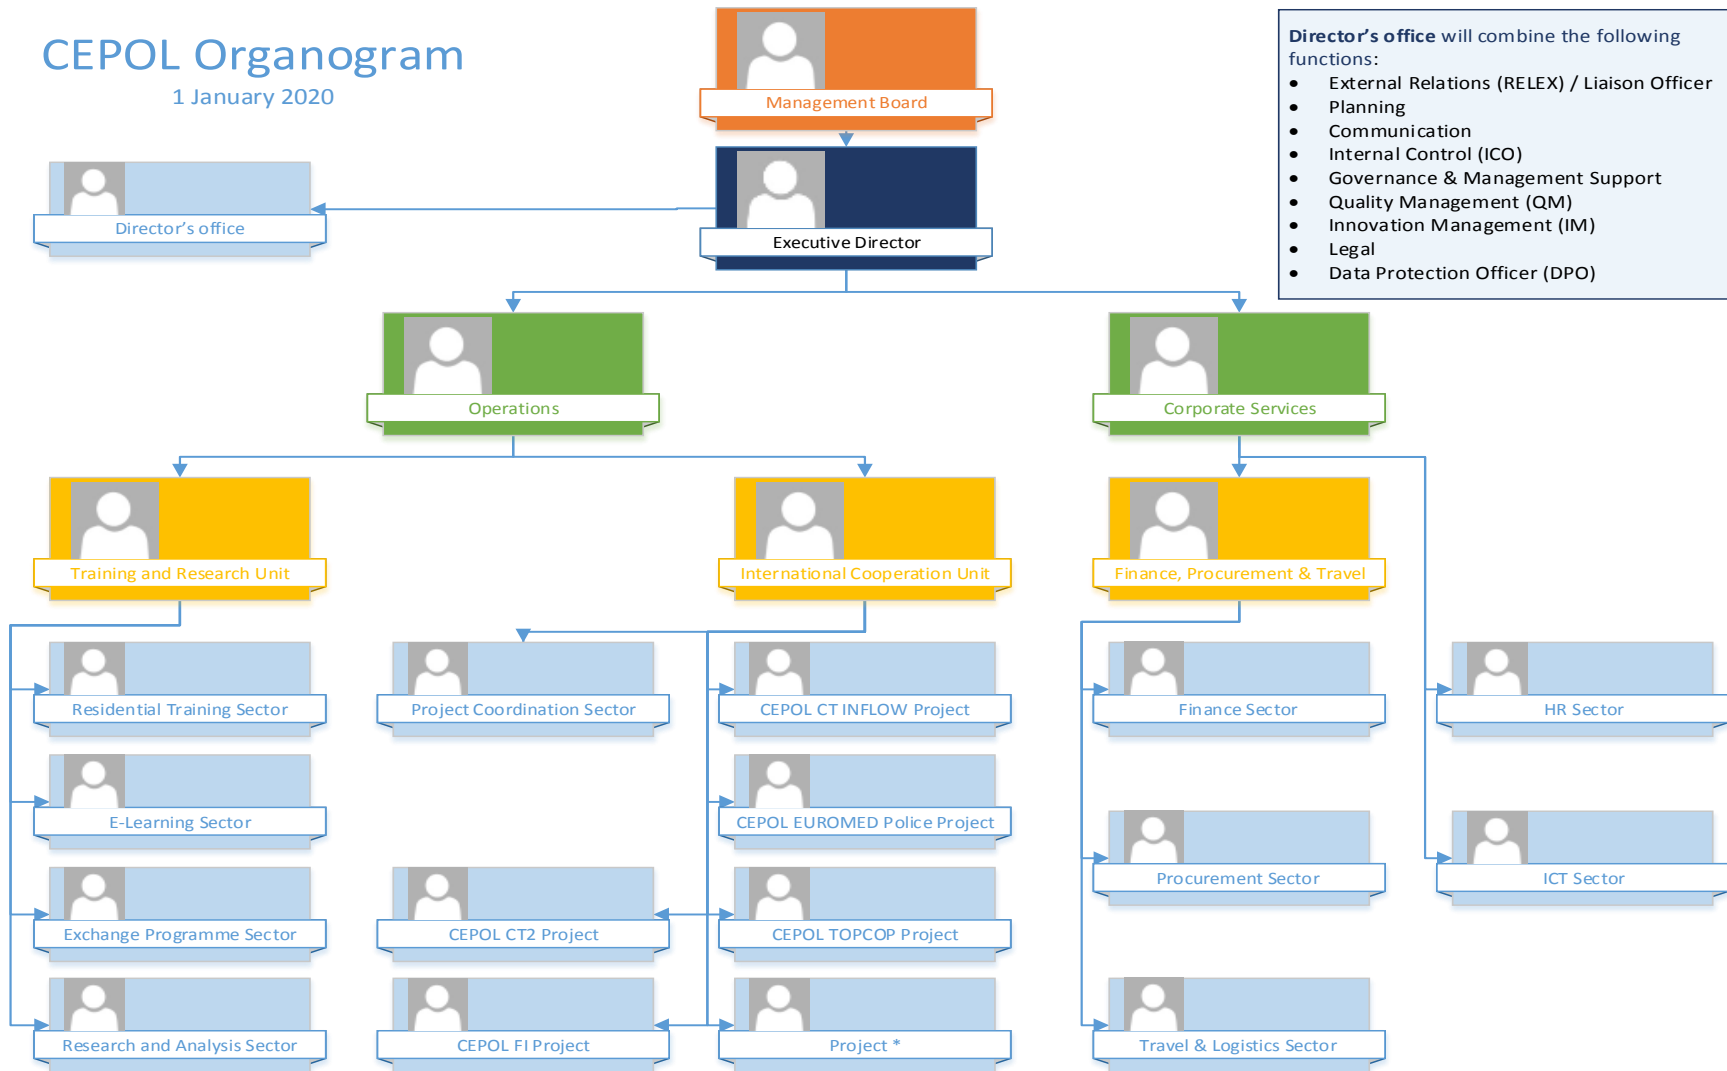 CEPOL Organogram
1 January 2020
Management Board
Director's office will combine the following
functions:
• External Relations (RELEX) / Liaison Officer
• Planning
• Communication
• Internal Control (ICO)
• Governance & Management Support
• Quality Management (QM)
• Innovation Management (IM)
• Legal
• Data Protection Officer (DPO)
Director's office
Executive Director
Operations
Corporate Services
Training and Research Unit
International Cooperation Unit
Finance, Procurement & Travel
Residential Training Sector
Project Coordination Sector
CEPOL CT INFLOW Project
Finance Sector
HR Sector
E-Learning Sector
CEPOL EUROMED Police Project
Procurement Sector
ICT Sector
Exchange Programme Sector
CEPOL CT2 Project
CEPOL TOPCOP Project
Research and Analysis Sector
CEPOL FI Project
Project *
Travel & Logistics Sector